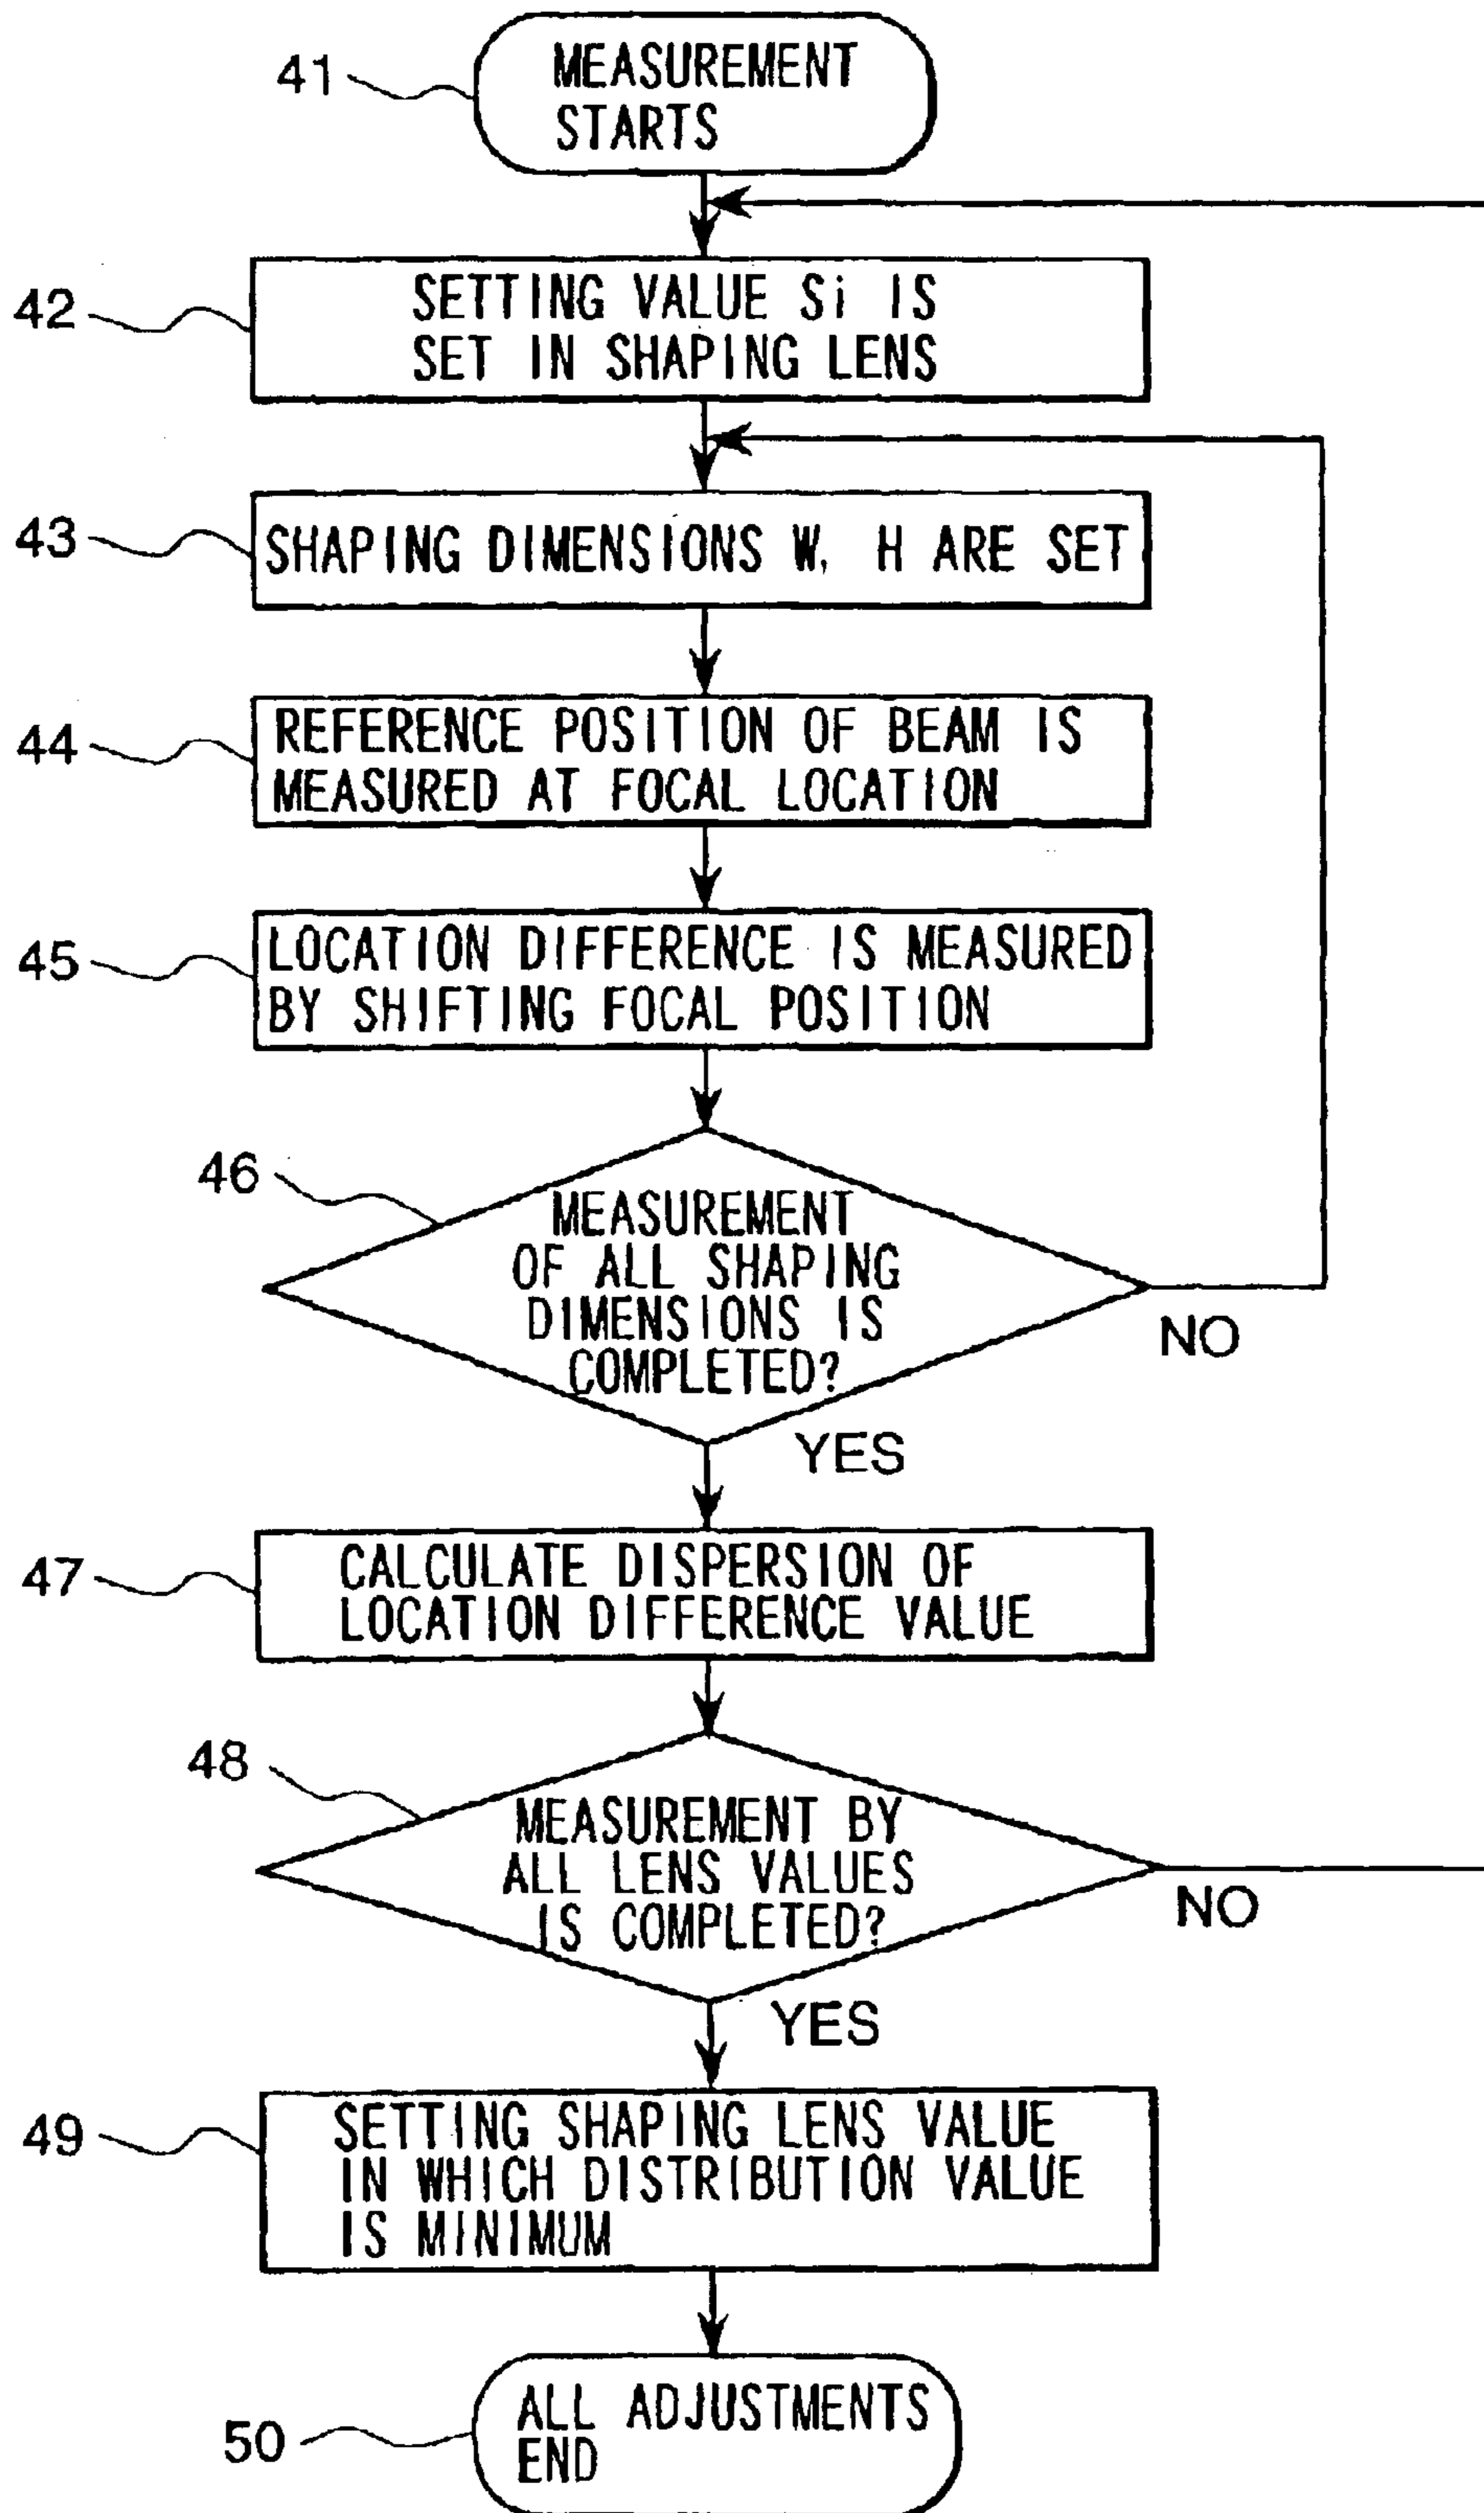 41
MEASUREMENT
STARTS
42
SETTING VALUE Si IS
SET IN SHAPING LENS
43
SHAPING DIMENSIONS W, H ARE SET
44
REFERENCE POSITION OF BEAM IS
MEASURED AT FOCAL LOCATION
45
LOCATION DIFFERENCE IS MEASURED
BY SHIFTING FOCAL POSITION
46
MEASUREMENT
OF ALL SHAPING
DIMENSIONS IS
COMPLETED?
NO
YES
47
CALCULATE DISPERSION OF
LOCATION DIFFERENCE VALUE
48
MEASUREMENT BY
ALL LENS VALUES
IS COMPLETED?
NO
YES
49
SETTING SHAPING LENS VALUE
IN WHICH DISTRIBUTION VALUE
IS MINIMUM
50
ALL ADJUSTMENTS
END